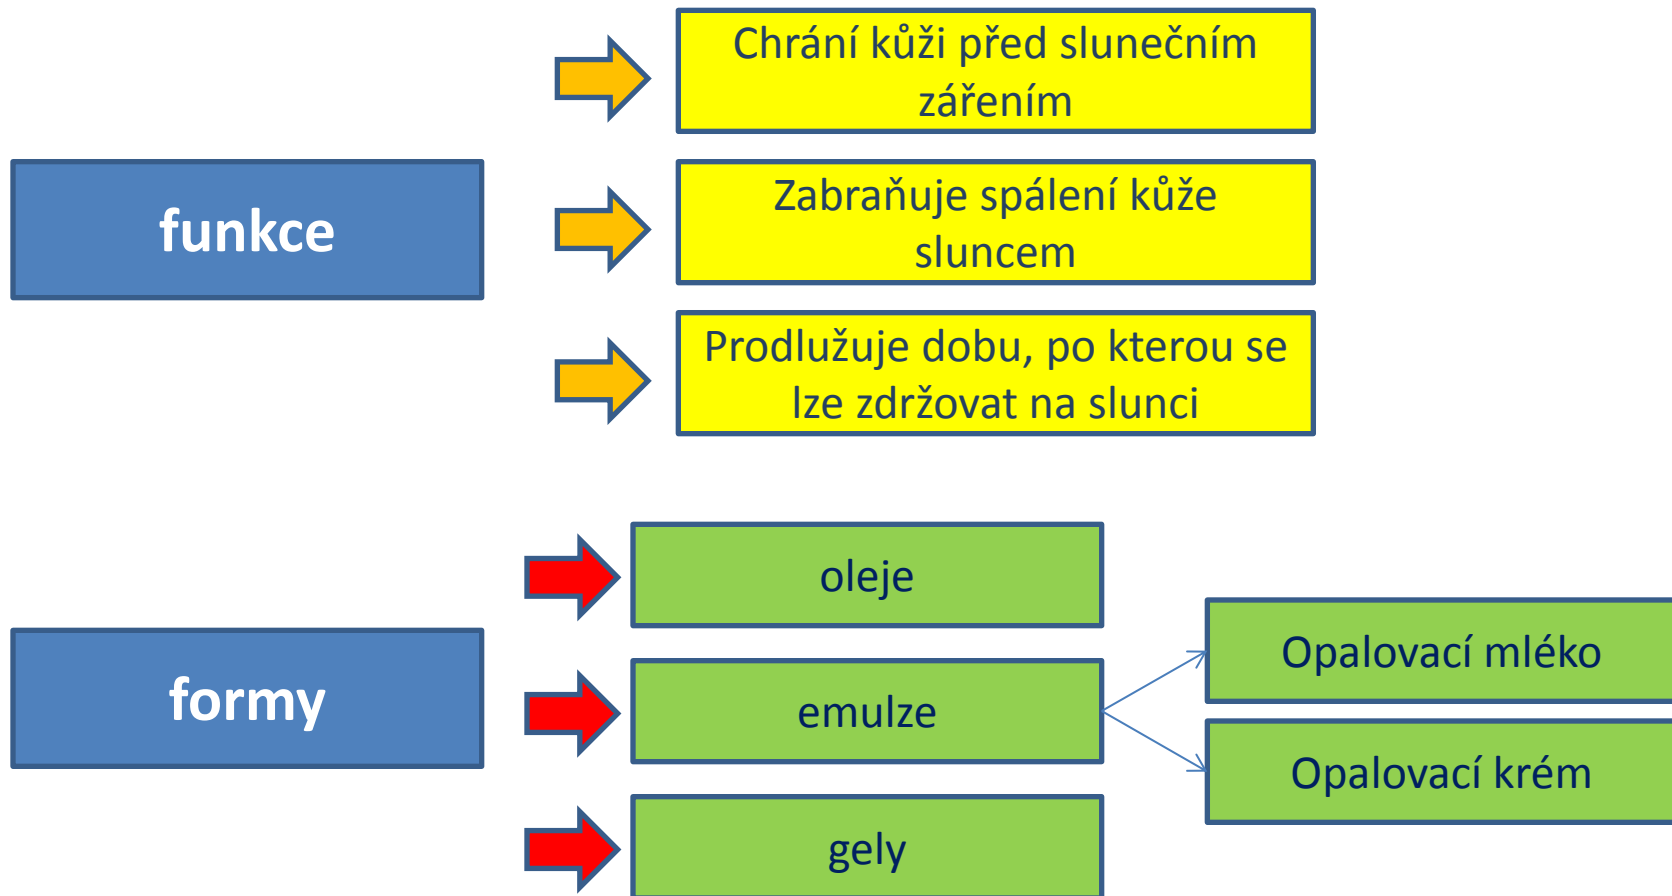 funkce
Chrání kůži před slunečním
zářením
Zabraňuje spálení kůže
sluncem
Prodlužuje dobu, po kterou se
lze zdržovat na slunci
formy
oleje
emulze
Opalovací mléko
Opalovací krém
gely